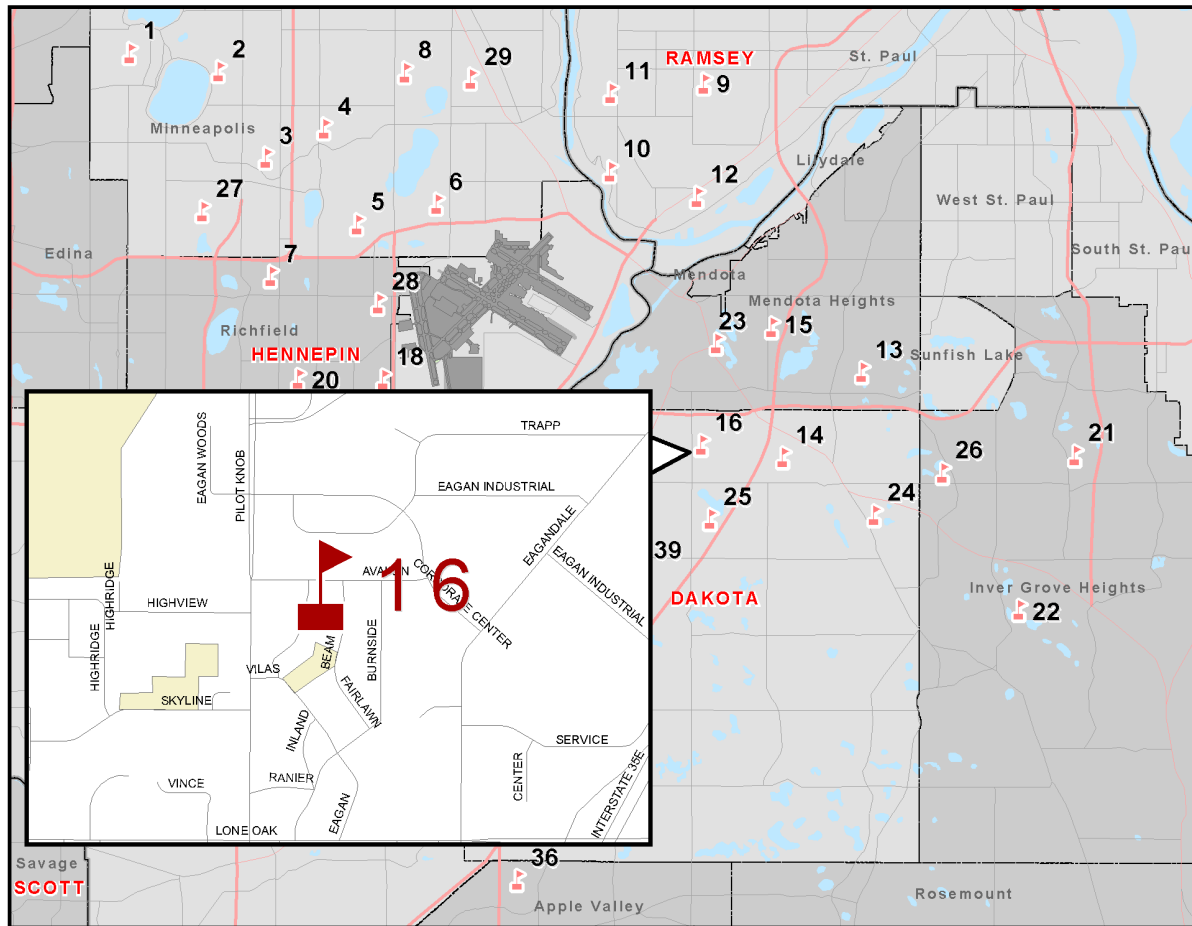 1
2
8
29
RAMSEY
St. Paul
11
9
Minneapolis
4
3
10
Lilydale
12
27
5
6
West St. Paul
Edina
7
South St. Pau
Mendota
28
Mendota Heights
Richfield
23
15
HENNEPIN
18
13
Sunfish Lake
20
16
14
21
26
25
24
39
DAKOTA
Inver Grove Heights
22
EAGAN WOODS
PILOT KNOB
TRAPP
EAGAN INDUSTRIAL
EAGANDALE
EAGAN INDUSTRIAL
AVALON
CORPORATE CENTER
16
HIGHRIDGE
HIGHVIEW
HIGHRIDGE
BEAM
BURNSIDE
VILAS
SKYLINE
FAIRLAWN
INLAND
SERVICE
VINCE
RANIER
CENTER
INTERSTATE 35E
EAGAN
LONE OAK
Savage
SCOTT
36
Apple Valley
Rosemount